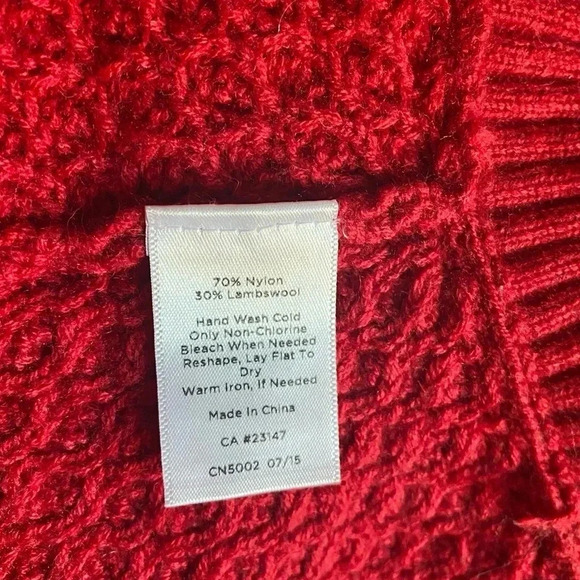 70% Nylon
30% Lambswool
Hand Wash Cold
Only Non-Chlorine
Bleach When Needed
Reshape, Lay Flat To
Dry
Warm Iron, If Needed
Made In China
CA #23147
CN5002 07/15